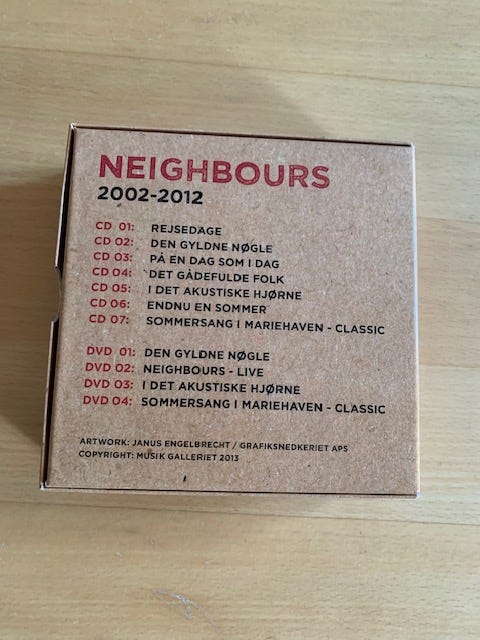 NEIGHBOURS
2002-2012
CD 01: REJSEDAGE
CD 02: DEN GYLDNE NØGLE
CD 03: PÅ EN DAG SOM I DAG
CD 04: DET GÅDEFULDE FOLK
CD 05: I DET AKUSTISKE HJØRNE
CD 06: ENDNU EN SOMMER
CD 07: SOMMERSANG I MARIEHAVEN - CLASSIC
DVD 01: DEN GYLDNE NØGLE
DVD 02: NEIGHBOURS - LIVE
DVD 03: I DET AKUSTISKE HJØRNE
DVD 04: SOMMERSANG I MARIEHAVEN - CLASSIC
ARTWORK: JANUS ENGELBRECHT / GRAFIKSNEDKERIET APS
COPYRIGHT: MUSIK GALLERIET 2013